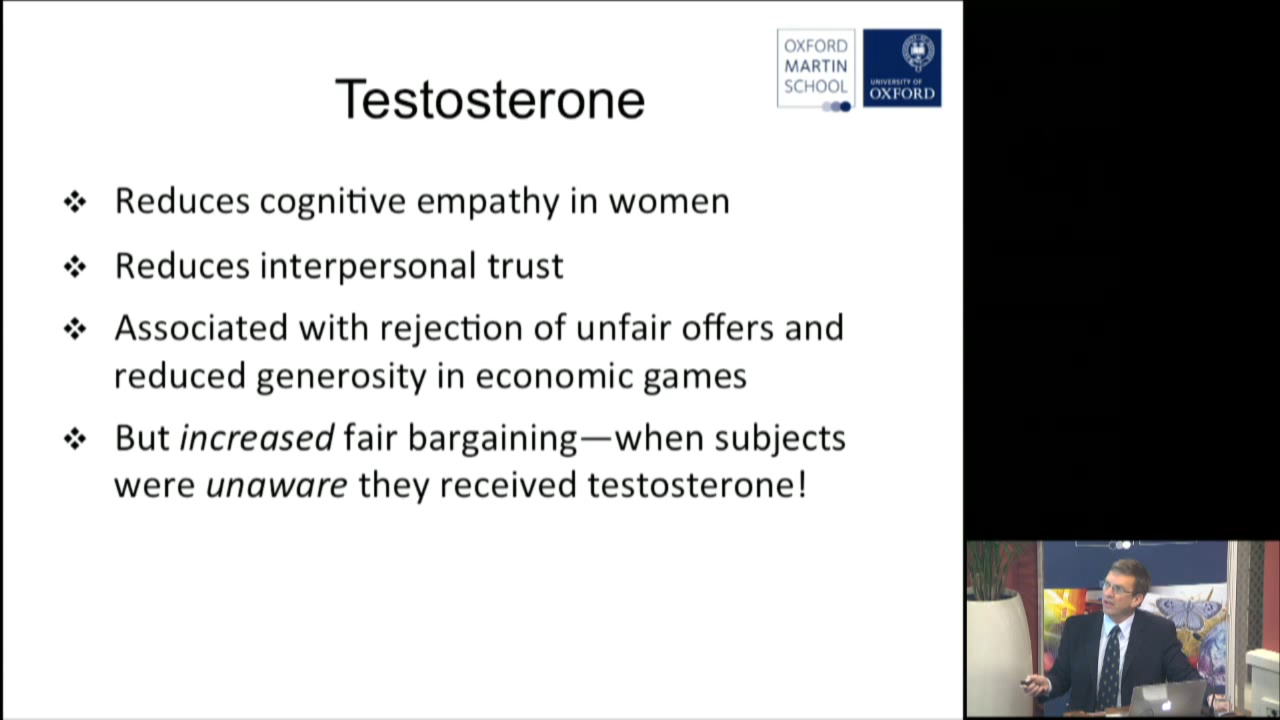 OXFORD
MARTIN
SCHOOL
UNIVERSITY OF
OXFORD
Testosterone
❖ Reduces cognitive empathy in women
❖ Reduces interpersonal trust
❖ Associated with rejection of unfair offers and
reduced generosity in economic games
❖ But increased fair bargaining—when subjects
were unaware they received testosterone!